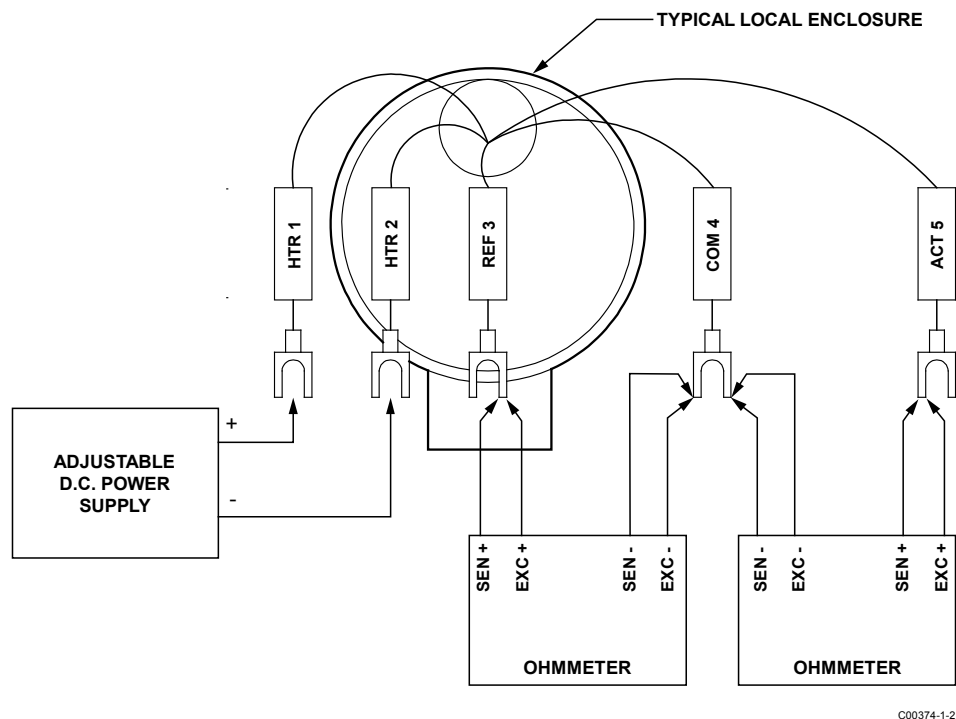 TYPICAL LOCAL ENCLOSURE
HTR 1
HTR 2
REF 3
COM 4
ACT 5
+
ADJUSTABLE
D.C. POWER
SUPPLY
-
SEN +
EXC +
SEN -
EXC -
SEN -
EXC -
SEN +
EXC +
OHMMETER
OHMMETER
C00374-1-2